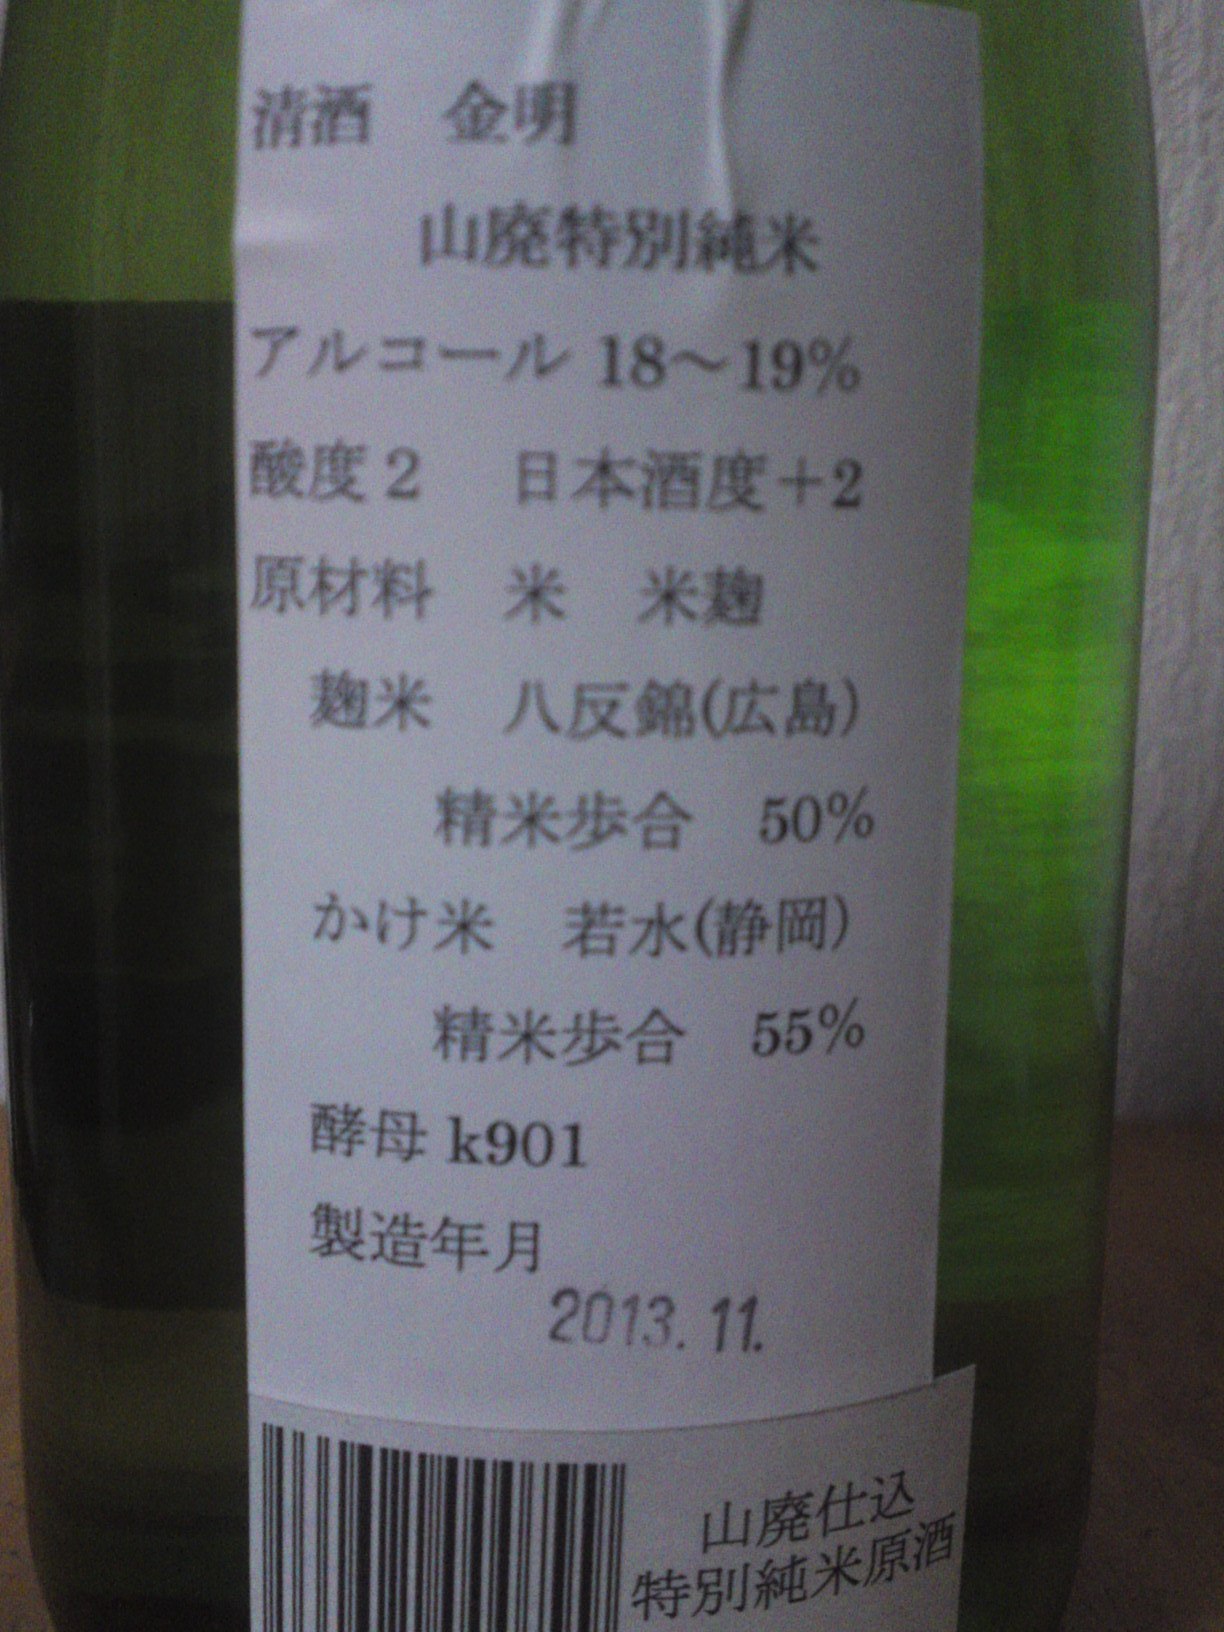 清酒　金明
山廃特別純米
アルコール 18～19%
酸度 2　日本酒度＋2
原材料　米　米麹
麹米　八反錦(広島)
精米歩合　50%
かけ米　若水(静岡)
精米歩合　55%
酵母 k901
製造年月
2013. 11.
山廃仕込
特別純米原酒